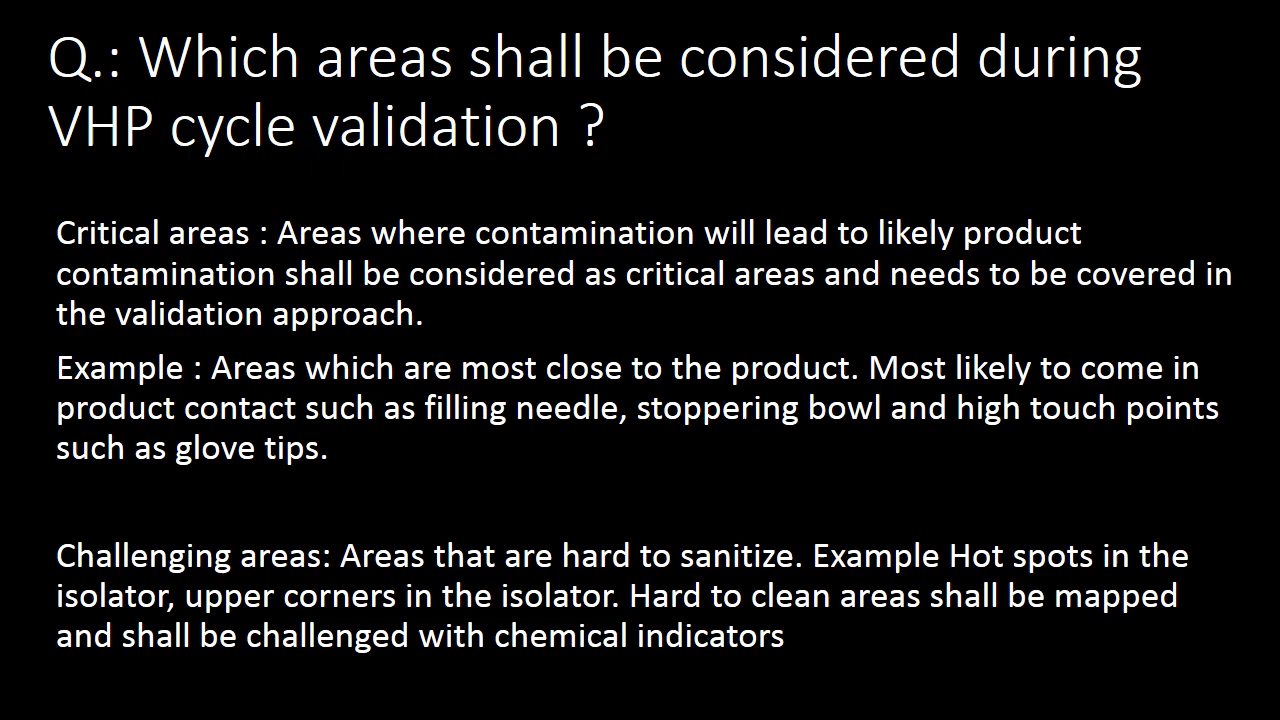 Q.: Which areas shall be considered during
VHP cycle validation ?
Critical areas : Areas where contamination will lead to likely product
contamination shall be considered as critical areas and needs to be covered in
the validation approach.
Example : Areas which are most close to the product. Most likely to come in
product contact such as filling needle, stoppering bowl and high touch points
such as glove tips.
Challenging areas: Areas that are hard to sanitize. Example Hot spots in the
isolator, upper corners in the isolator. Hard to clean areas shall be mapped
and shall be challenged with chemical indicators